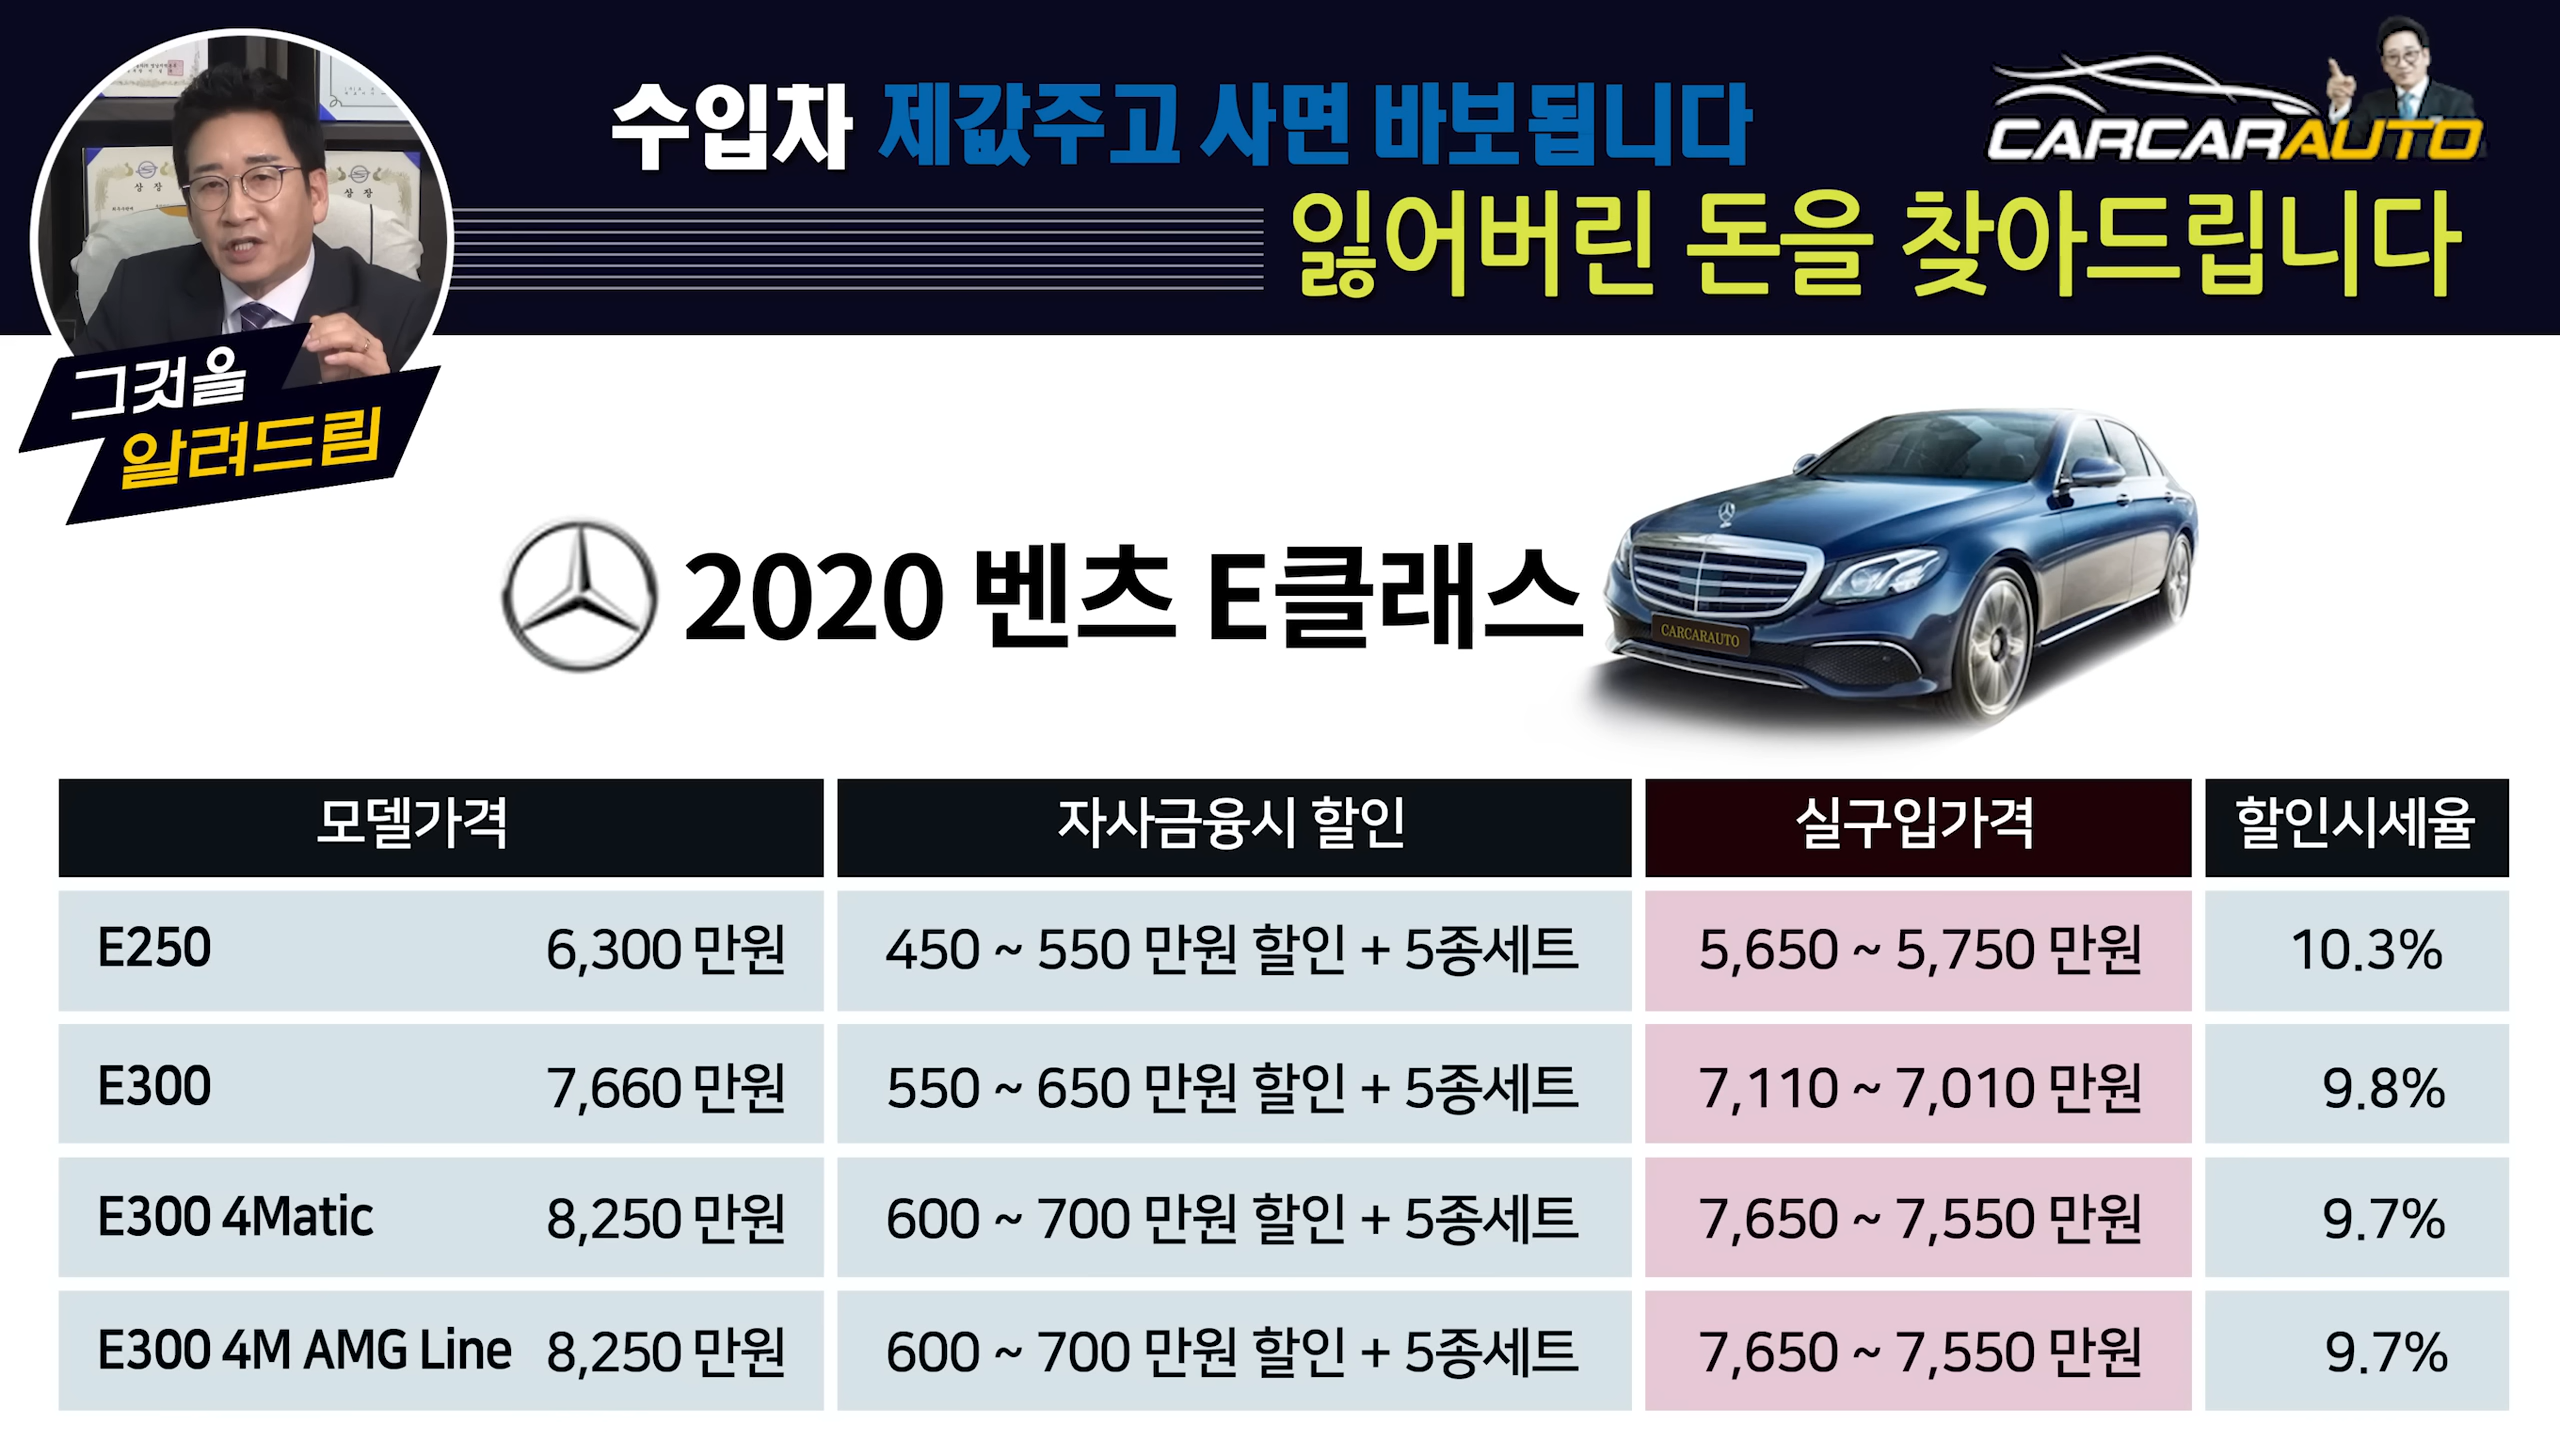 수입차 제값주고 사면 바보됩니다
CARCARAUTO
잃어버린 돈을 찾아드립니다
상 장
상 장
그것을
알려드림
2020 벤츠 E클래스
CARCARAUTO
모델가격 자사금융시 할인 실구입가격 할인시세율
E250 6,300 만원 450 ~ 550 만원 할인 + 5종세트 5,650 ~ 5,750 만원 10.3%
E300 7,660 만원 550 ~ 650 만원 할인 + 5종세트 7,110 ~ 7,010 만원 9.8%
E300 4Matic 8,250 만원 600 ~ 700 만원 할인 + 5종세트 7,650 ~ 7,550 만원 9.7%
E300 4M AMG Line 8,250 만원 600 ~ 700 만원 할인 + 5종세트 7,650 ~ 7,550 만원 9.7%